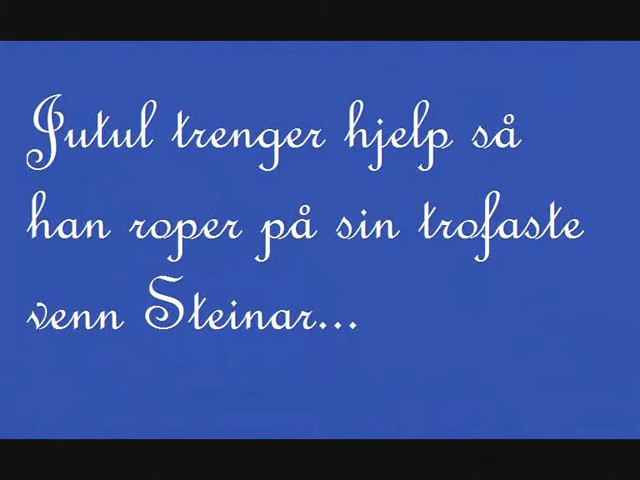 Jutul trenger hjelp så
han roper på sin trofaste
venn Steinar...